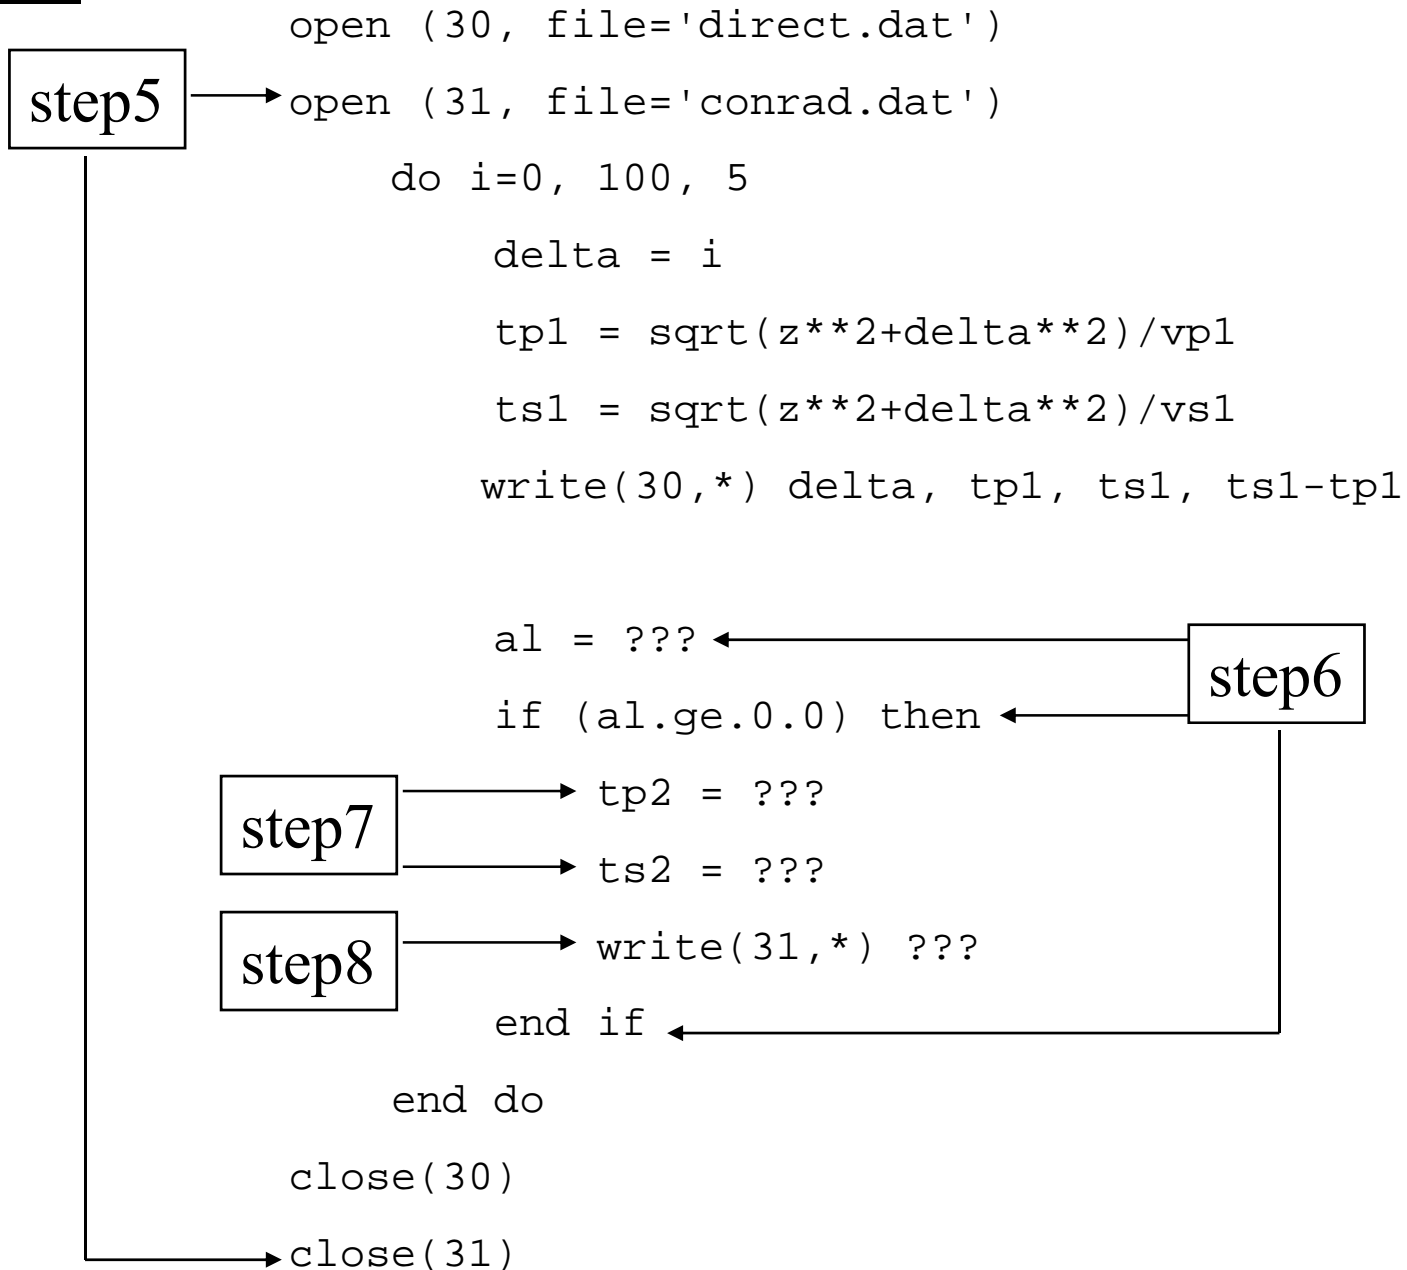 open (30, file='direct.dat')
step5
open (31, file='conrad.dat')
do i=0, 100, 5
delta = i
tp1 = sqrt(z**2+delta**2)/vp1
ts1 = sqrt(z**2+delta**2)/vs1
write(30,*) delta, tp1, ts1, ts1-tp1
al = ???
step6
if (al.ge.0.0) then
step7
tp2 = ???
ts2 = ???
step8
write(31,*) ???
end if
end do
close(30)
close(31)